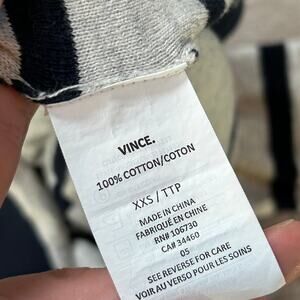 VINCE.
100% COTTON/COTON
XXS / TTP
MADE IN CHINA
FABRIQUÉ EN CHINE
RN# 106730
CA# 34460
05
SEE REVERSE FOR CARE
VOIR AU VERSO POUR LES SOINS